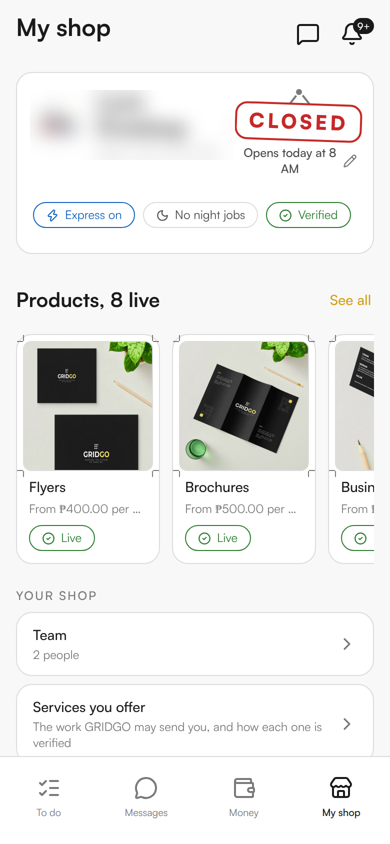 My shop
9+
CLOSED
Opens today at 8
AM
Express on
No night jobs
Verified
Products, 8 live
See all
GRIDGO
GRIDGO
GRIDGO
Flyers
Brochures
Busin
From ₱400.00 per ...
From ₱500.00 per ...
From ₱
Live
Live
YOUR SHOP
Team
2 people
Services you offer
The work GRIDGO may send you, and how each one is
verified
To do
Messages
Money
My shop